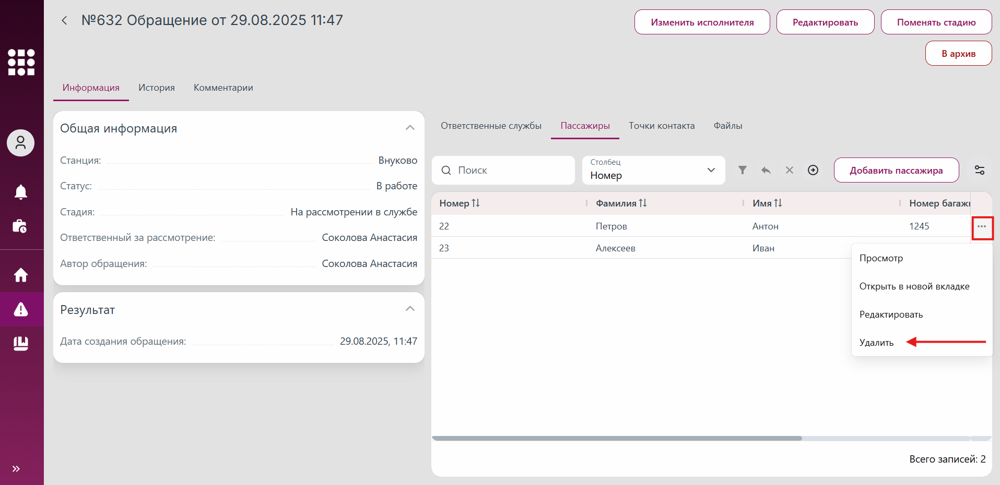 №632 Обращение от 29.08.2025 11:47
Изменить исполнителя
Редактировать
Поменять стадию
В архив
Информация
История
Комментарии
Общая информация
Станция:
Внуково
Статус:
В работе
Стадия:
На рассмотрении в службе
Ответственный за рассмотрение:
Соколова Анастасия
Автор обращения:
Соколова Анастасия
Результат
Дата создания обращения:
29.08.2025, 11:47
Ответственные службы
Пассажиры
Точки контакта
Файлы
Поиск
Столбец
Номер
Добавить пассажира
Номер
Фамилия
Имя
Номер
22
Петров
Антон
1245
23
Алексеев
Иван
Просмотр
Открыть в новой вкладке
Редактировать
Удалить
Всего записей: 2